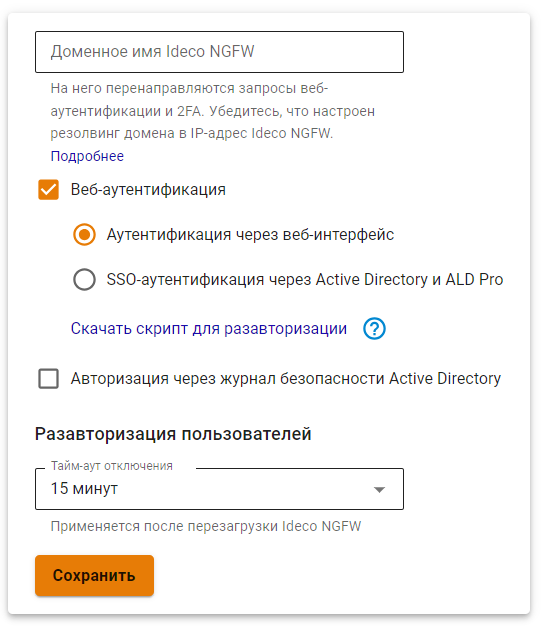 Доменное имя Ideco NGFW
На него перенаправляются запросы веб-
аутентификации и 2FA. Убедитесь, что настроен
резолвинг домена в IP-адрес Ideco NGFW.
Подробнее
Веб-аутентификация
Аутентификация через веб-интерфейс
SSO-аутентификация через Active Directory и ALD Pro
Скачать скрипт для разавторизации ?
Авторизация через журнал безопасности Active Directory
Разавторизация пользователей
Тайм-аут отключения
15 минут
Применяется после перезагрузки Ideco NGFW
Сохранить